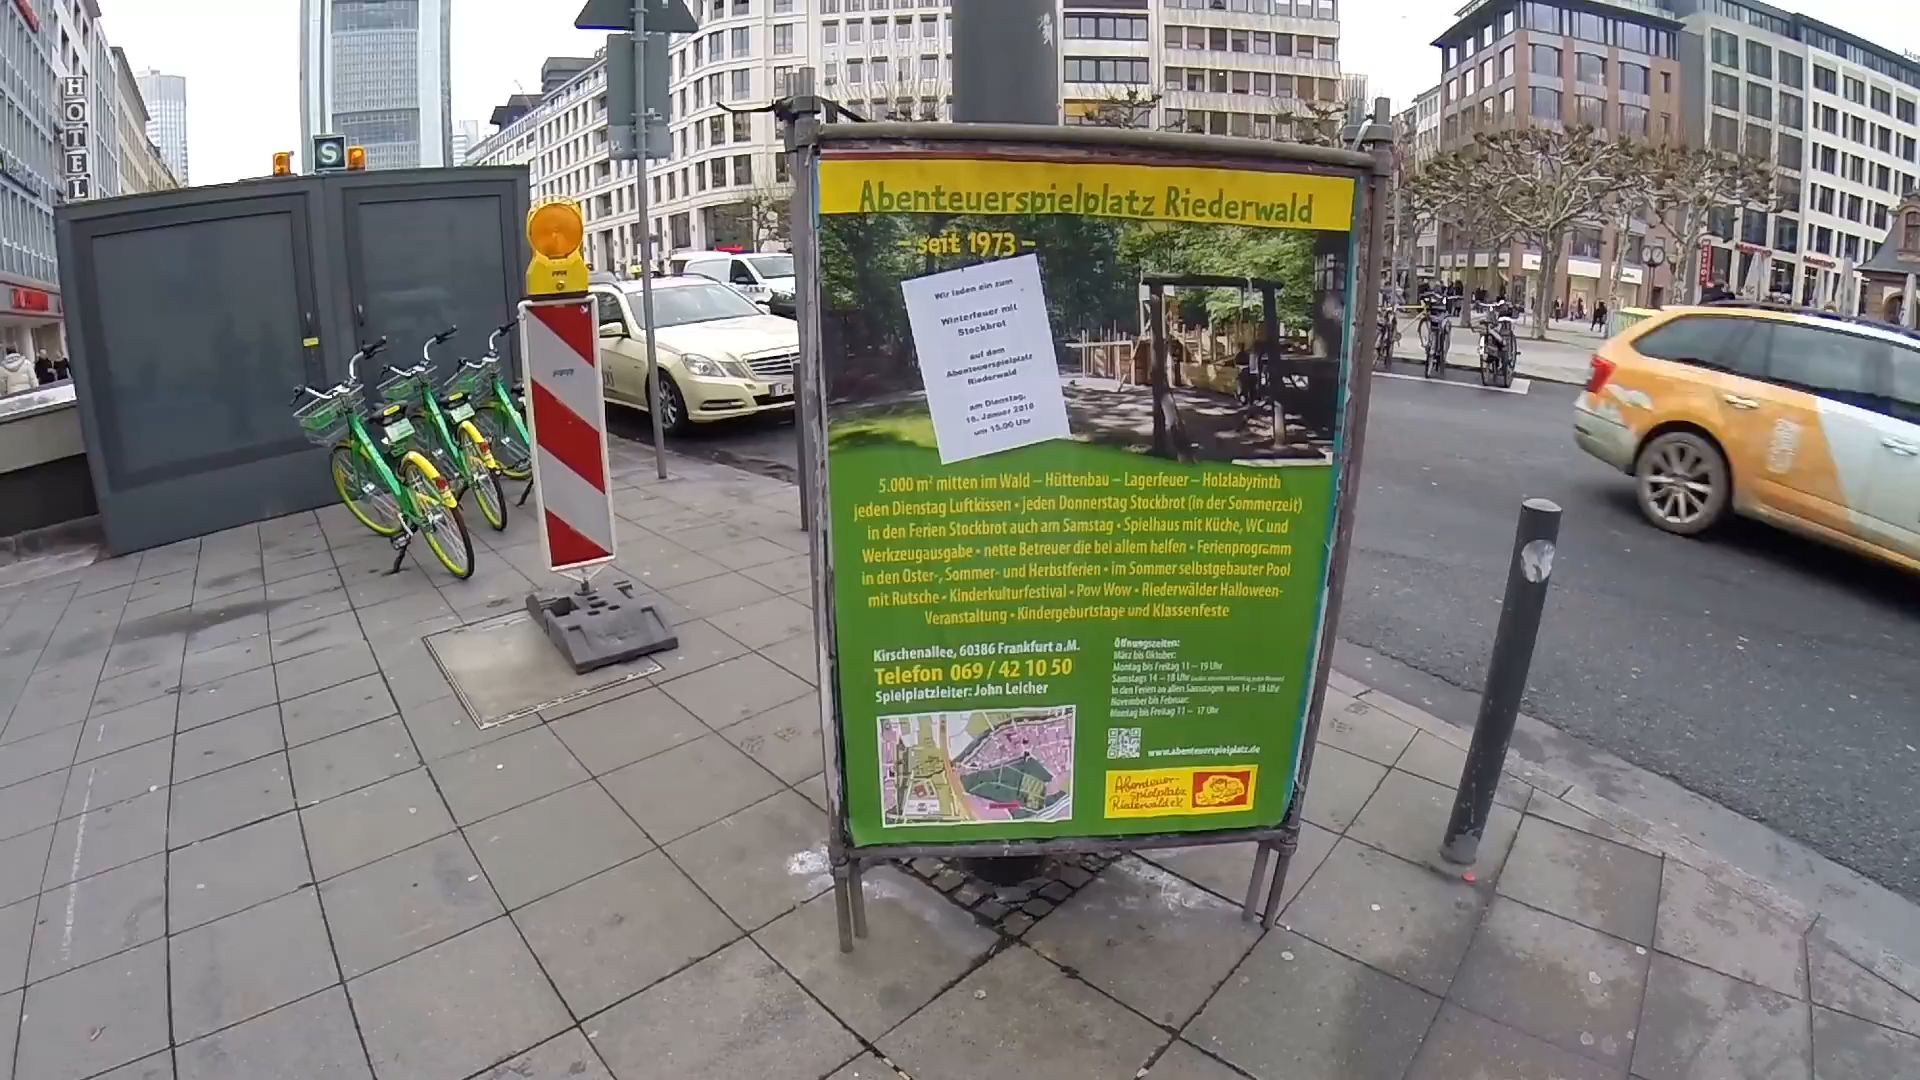 HOTEL
S
Abenteuerspielplatz Riederwald
– seit 1973 –
Wir laden ein zum
Winterfeuer mit
Stockbrot
auf dem
Abenteuerspielplatz
Riederwald
am Dienstag,
16. Januar 2018
um 15.00 Uhr
5.000 m² mitten im Wald – Hüttenbau – Lagerfeuer – Holzlabyrinth
jeden Dienstag Luftkissen • jeden Donnerstag Stockbrot (in der Sommerzeit)
in den Ferien Stockbrot auch am Samstag • Spielhaus mit Küche, WC und
Werkzeugausgabe • nette Betreuer die bei allem helfen • Ferienprogramm
in den Oster-, Sommer- und Herbstferien • im Sommer selbstgebauter Pool
mit Rutsche • Kinderkulturfestival • Pow Wow • Riederwälder Halloween-
Veranstaltung • Kindergeburtstage und Klassenfeste
Kirschenallee, 60386 Frankfurt a.M.
Telefon 069 / 42 10 50
Spielplatzleiter: John Leicher
Öffnungszeiten:
März bis Oktober:
Montag bis Freitag 11 – 19 Uhr
Samstags 14 – 18 Uhr
In den Ferien an allen Samstagen von 14 – 18 Uhr
November bis Februar:
Montag bis Freitag 11 – 17 Uhr
www.abenteuerspielplatz.de
Abenteuer-
spielplatz
Riederwald e.V.